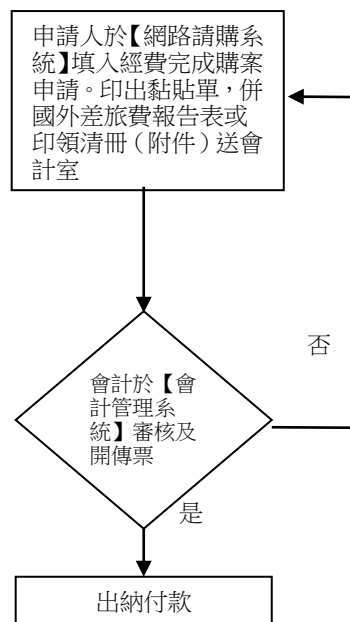 申請人於【網路請購系
統】填入經費完成購案
申請。印出黏貼單，併
國外差旅費報告表或
印領清冊（附件）送會
計室
否
會計於【會
計管理系
統】審核及
開傳票
是
出納付款